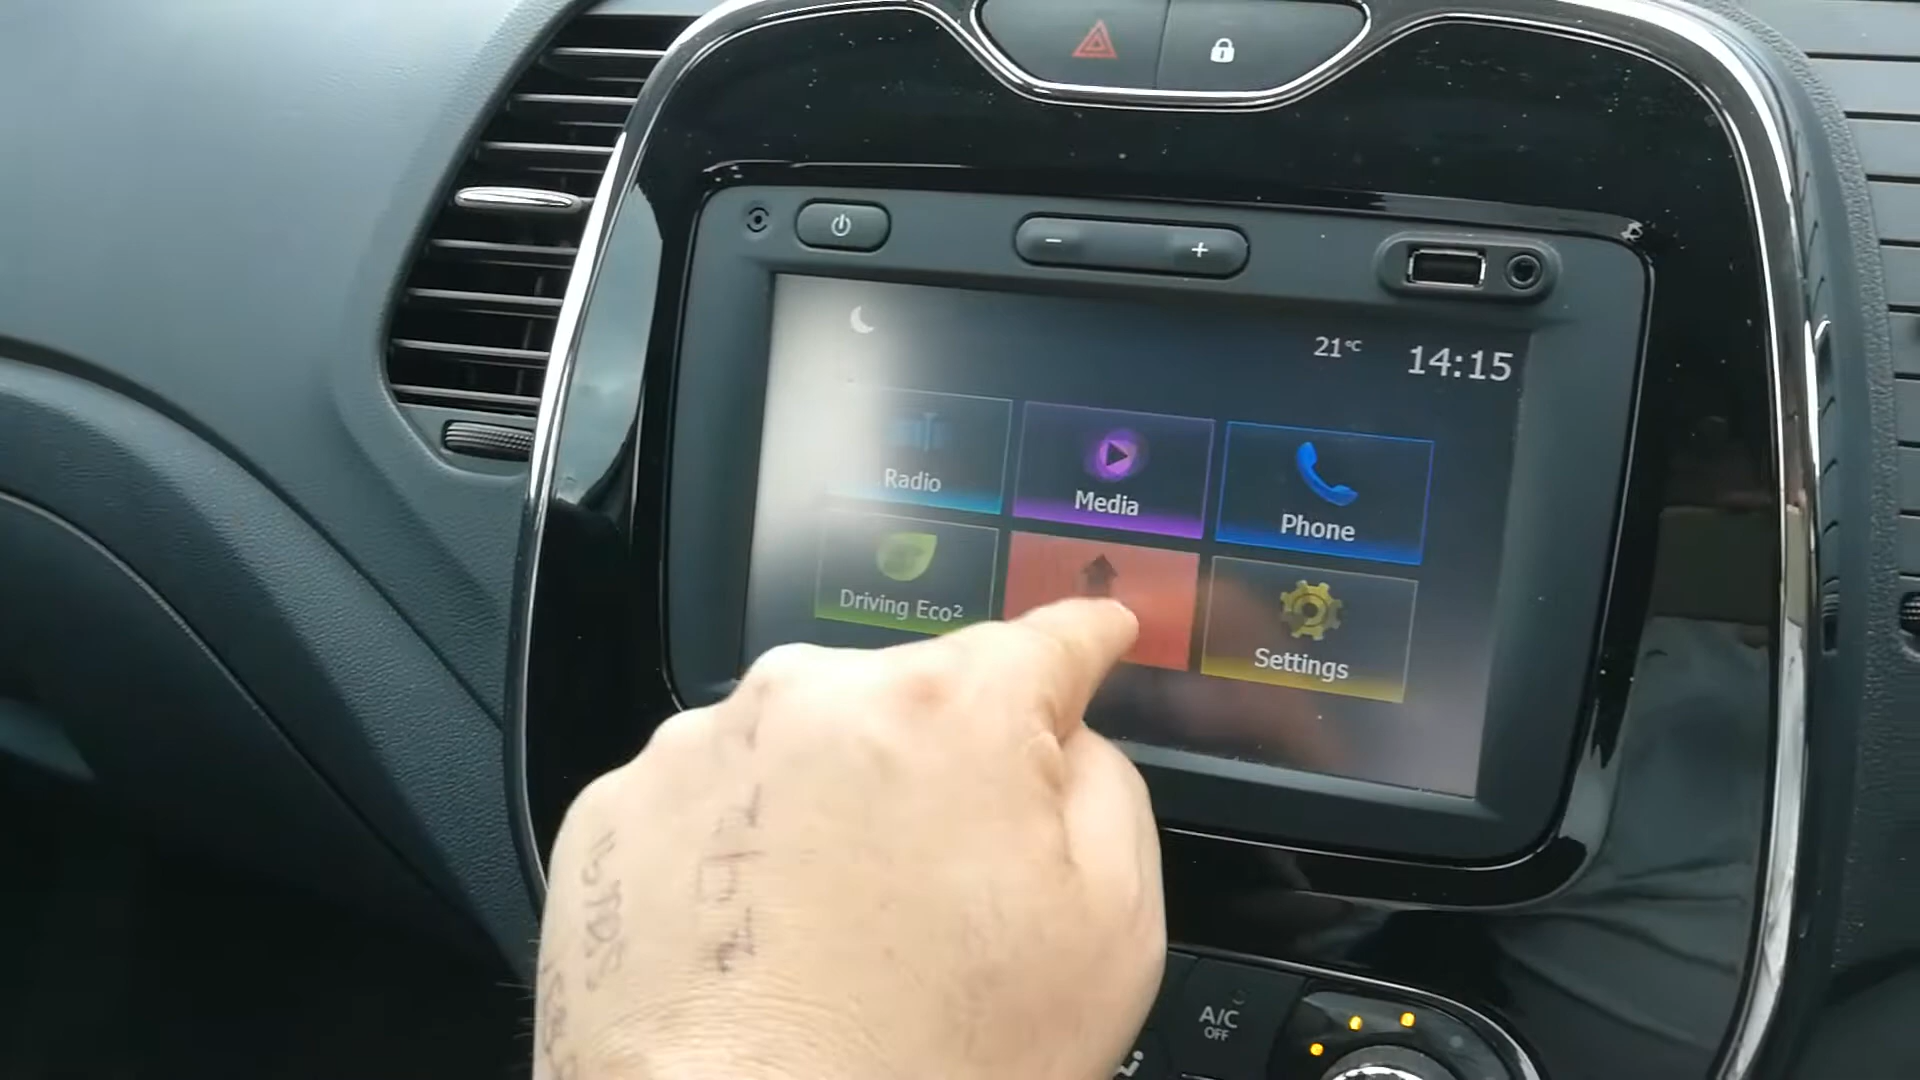 21°C 14:15
Radio Media Phone
Driving Eco² Settings
A/C
OFF